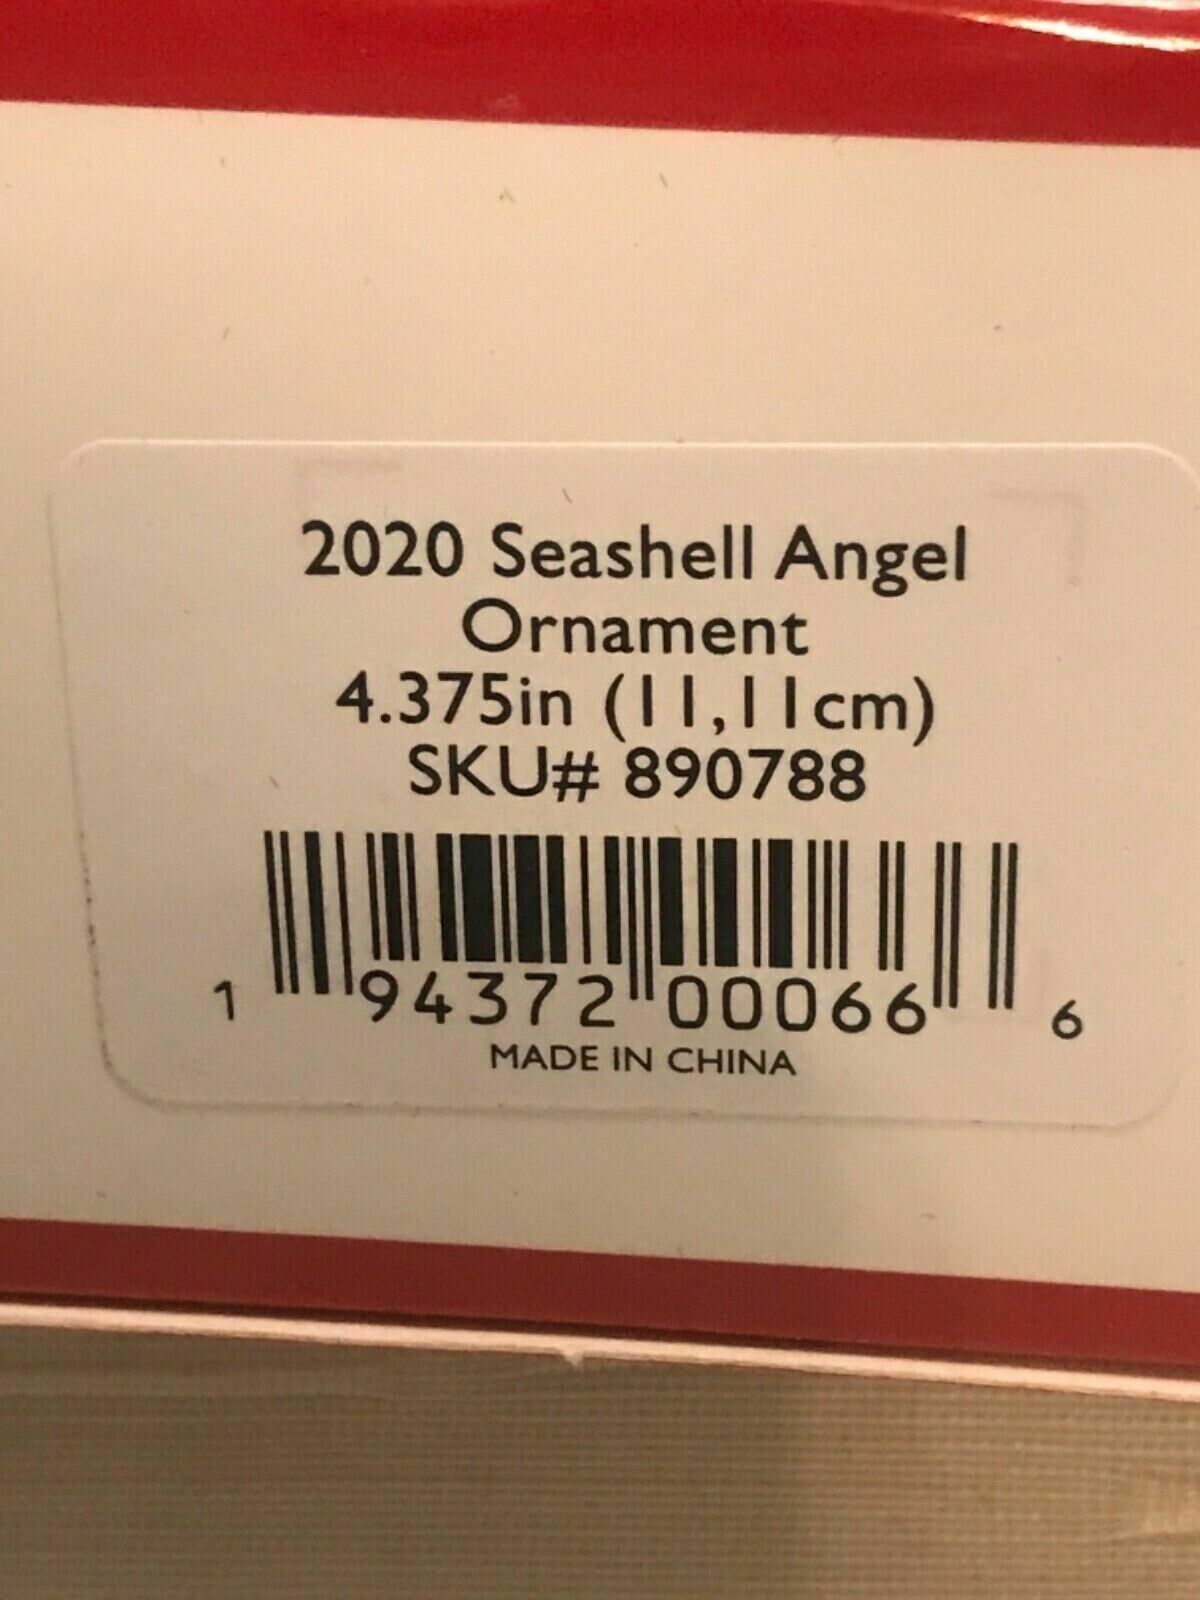 2020 Seashell Angel
Ornament
4.375in (11,11cm)
SKU# 890788
1 94372 00066 6
MADE IN CHINA